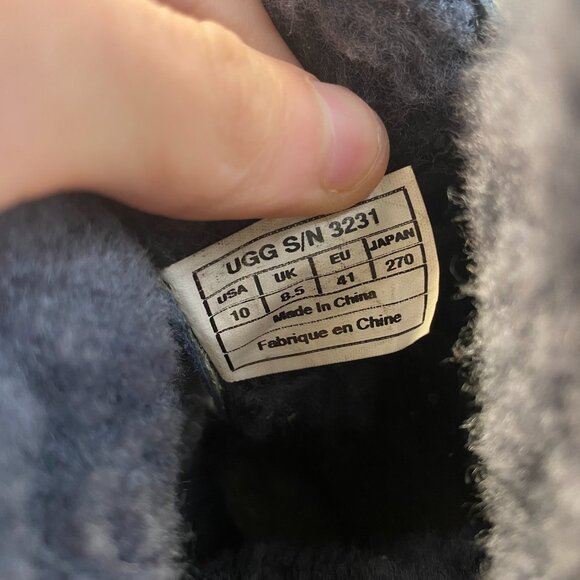 UGG S/N 3231
USA UK EU JAPAN
10 8.5 41 270
Made In China
Fabrique en Chine